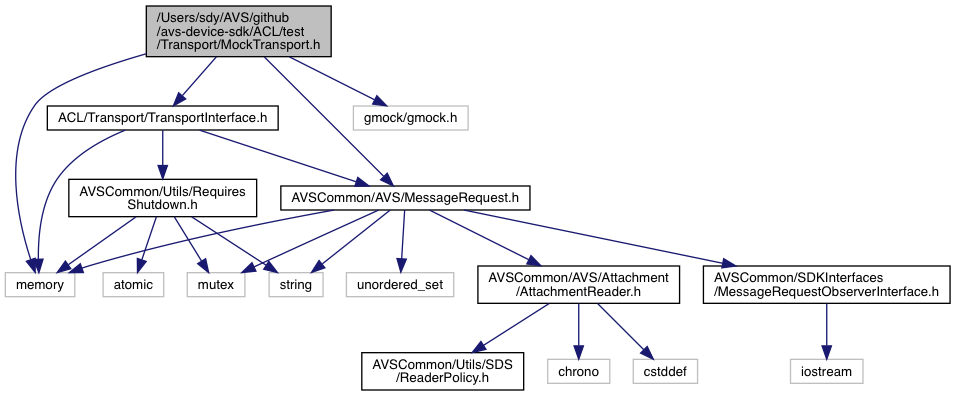 /Users/sdy/AVS/github
/avs-device-sdk/ACL/test
/Transport/MockTransport.h
ACL/Transport/TransportInterface.h
gmock/gmock.h
AVSCommon/Utils/Requires
Shutdown.h
AVSCommon/AVS/MessageRequest.h
memory
atomic
mutex
string
unordered_set
AVSCommon/AVS/Attachment
/AttachmentReader.h
AVSCommon/SDKInterfaces
/MessageRequestObserverInterface.h
AVSCommon/Utils/SDS
/ReaderPolicy.h
chrono
cstddef
iostream